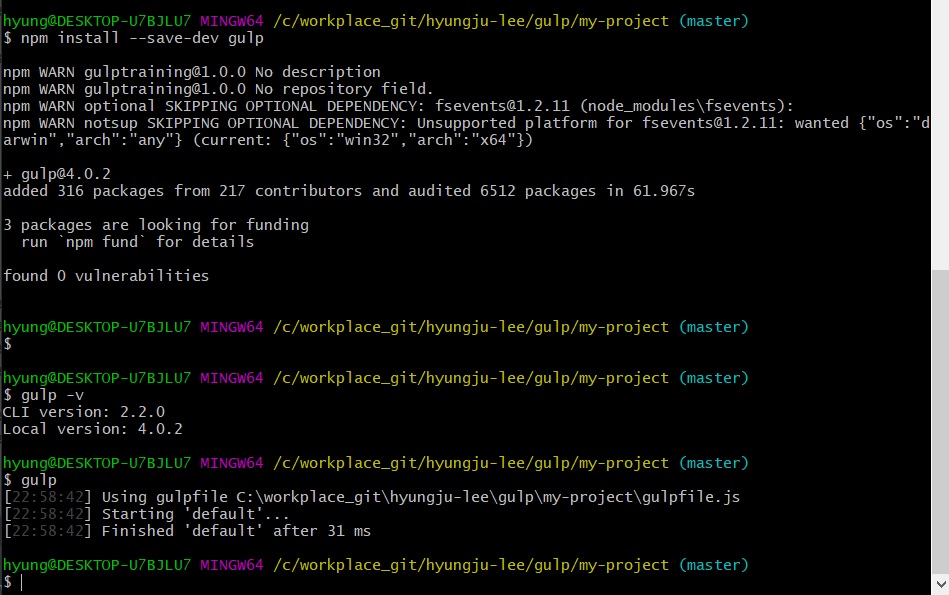 hyung@DESKTOP-U7BJLU7 MINGW64 /c/workplace_git/hyungju-lee/gulp/my-project (master)
$ npm install --save-dev gulp
npm WARN gulptraining@1.0.0 No description
npm WARN gulptraining@1.0.0 No repository field.
npm WARN optional SKIPPING OPTIONAL DEPENDENCY: fsevents@1.2.11 (node_modules\fsevents):
npm WARN notsup SKIPPING OPTIONAL DEPENDENCY: Unsupported platform for fsevents@1.2.11: wanted {"os":"d
arwin","arch":"any"} (current: {"os":"win32","arch":"x64"})
+ gulp@4.0.2
added 316 packages from 217 contributors and audited 6512 packages in 61.967s
3 packages are looking for funding
  run `npm fund` for details
found 0 vulnerabilities
hyung@DESKTOP-U7BJLU7 MINGW64 /c/workplace_git/hyungju-lee/gulp/my-project (master)
$
hyung@DESKTOP-U7BJLU7 MINGW64 /c/workplace_git/hyungju-lee/gulp/my-project (master)
$ gulp -v
CLI version: 2.2.0
Local version: 4.0.2
hyung@DESKTOP-U7BJLU7 MINGW64 /c/workplace_git/hyungju-lee/gulp/my-project (master)
$ gulp
[22:58:42] Using gulpfile C:\workplace_git\hyungju-lee\gulp\my-project\gulpfile.js
[22:58:42] Starting 'default'...
[22:58:42] Finished 'default' after 31 ms
hyung@DESKTOP-U7BJLU7 MINGW64 /c/workplace_git/hyungju-lee/gulp/my-project (master)
$